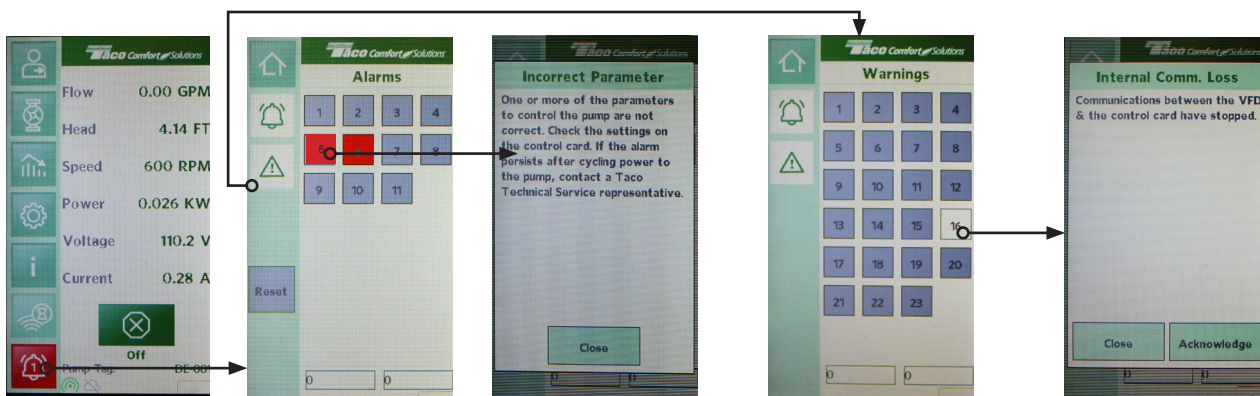 Taco Comfort Solutions
Flow 0.00 GPM
Head 4.14 FT
Speed 600 RPM
Power 0.026 KW
Voltage 110.2 V
Current 0.28 A
Off
1
Pump Tag:
Taco Comfort Solutions
Alarms
1 2 3 4
5 6 7 8
9 10 11
Reset
0 0
Taco Comfort Solutions
Incorrect Parameter
One or more of the parameters
to control the pump are not
correct. Check the settings on
the control card. If the alarm
persists after cycling power to
the pump, contact a Taco
Technical Service representative.
Close
0 0
Taco Comfort Solutions
Warnings
1 2 3 4
5 6 7 8
9 10 11 12
13 14 15 16
17 18 19 20
21 22 23
0 0
Taco Comfort Solutions
Internal Comm. Loss
Communications between the VFD
& the control card have stopped.
Close Acknowledge
0 0